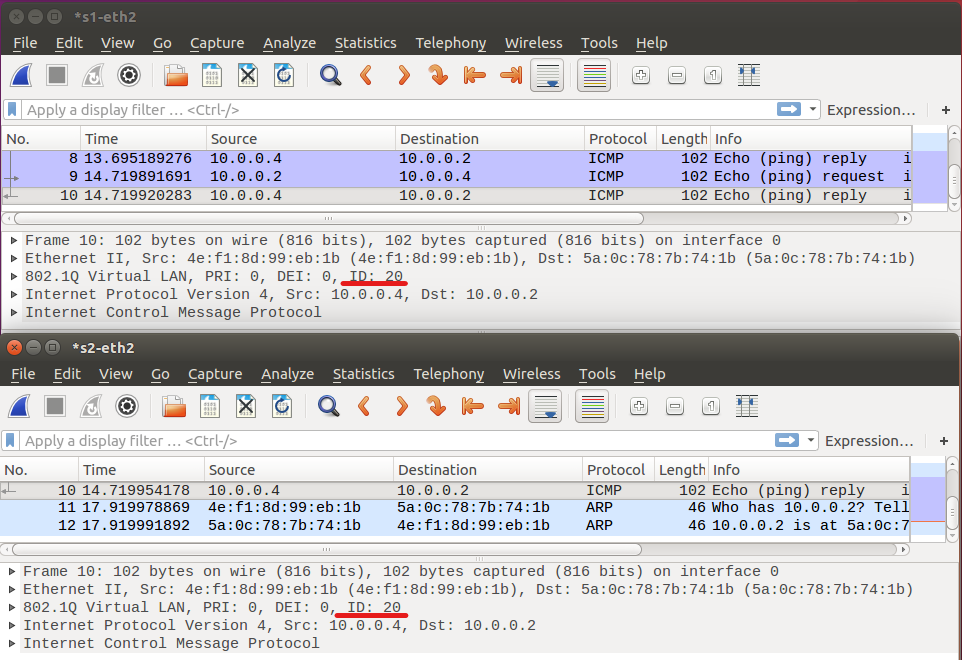 *s1-eth2
File Edit View Go Capture Analyze Statistics Telephony Wireless Tools Help
Apply a display filter … <Ctrl-/> Expression… +
No. Time Source Destination Protocol Length Info
8 13.695189276 10.0.0.4 10.0.0.2 ICMP 102 Echo (ping) reply i
9 14.719891691 10.0.0.2 10.0.0.4 ICMP 102 Echo (ping) request i
10 14.719920283 10.0.0.4 10.0.0.2 ICMP 102 Echo (ping) reply i
Frame 10: 102 bytes on wire (816 bits), 102 bytes captured (816 bits) on interface 0
Ethernet II, Src: 4e:f1:8d:99:eb:1b (4e:f1:8d:99:eb:1b), Dst: 5a:0c:78:7b:74:1b (5a:0c:78:7b:74:1b)
802.1Q Virtual LAN, PRI: 0, DEI: 0, ID: 20
Internet Protocol Version 4, Src: 10.0.0.4, Dst: 10.0.0.2
Internet Control Message Protocol
*s2-eth2
File Edit View Go Capture Analyze Statistics Telephony Wireless Tools Help
Apply a display filter … <Ctrl-/> Expression… +
No. Time Source Destination Protocol Length Info
10 14.719954178 10.0.0.4 10.0.0.2 ICMP 102 Echo (ping) reply i
11 17.919978869 4e:f1:8d:99:eb:1b 5a:0c:78:7b:74:1b ARP 46 Who has 10.0.0.2? Tell
12 17.919991892 5a:0c:78:7b:74:1b 4e:f1:8d:99:eb:1b ARP 46 10.0.0.2 is at 5a:0c:7
Frame 10: 102 bytes on wire (816 bits), 102 bytes captured (816 bits) on interface 0
Ethernet II, Src: 4e:f1:8d:99:eb:1b (4e:f1:8d:99:eb:1b), Dst: 5a:0c:78:7b:74:1b (5a:0c:78:7b:74:1b)
802.1Q Virtual LAN, PRI: 0, DEI: 0, ID: 20
Internet Protocol Version 4, Src: 10.0.0.4, Dst: 10.0.0.2
Internet Control Message Protocol